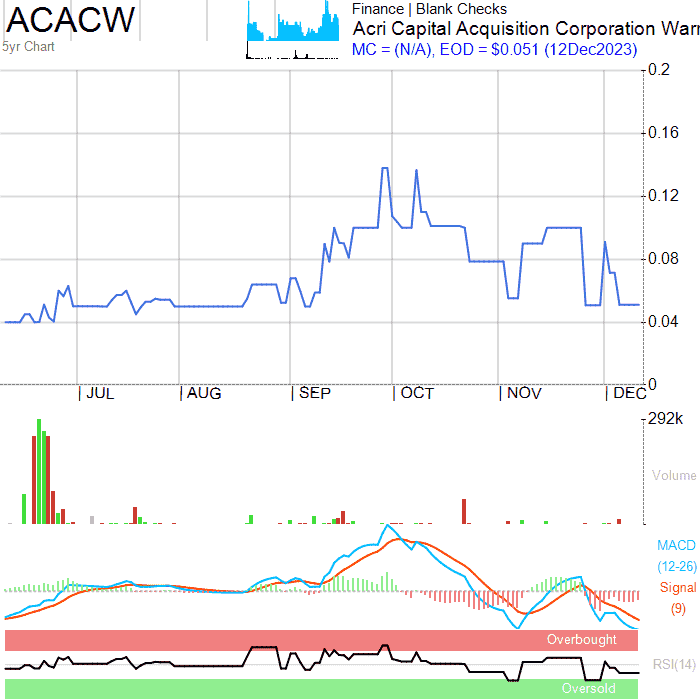 ACACW
5yr Chart
Finance | Blank Checks
Acri Capital Acquisition Corporation Warr
MC = (N/A), EOD = $0.051 (12Dec2023)
0.2
0.16
0.12
0.08
0.04
0
| JUL | AUG | SEP | OCT | NOV | DEC
292k
Volume
MACD
(12-26)
Signal
(9)
Overbought
RSI(14)
Oversold